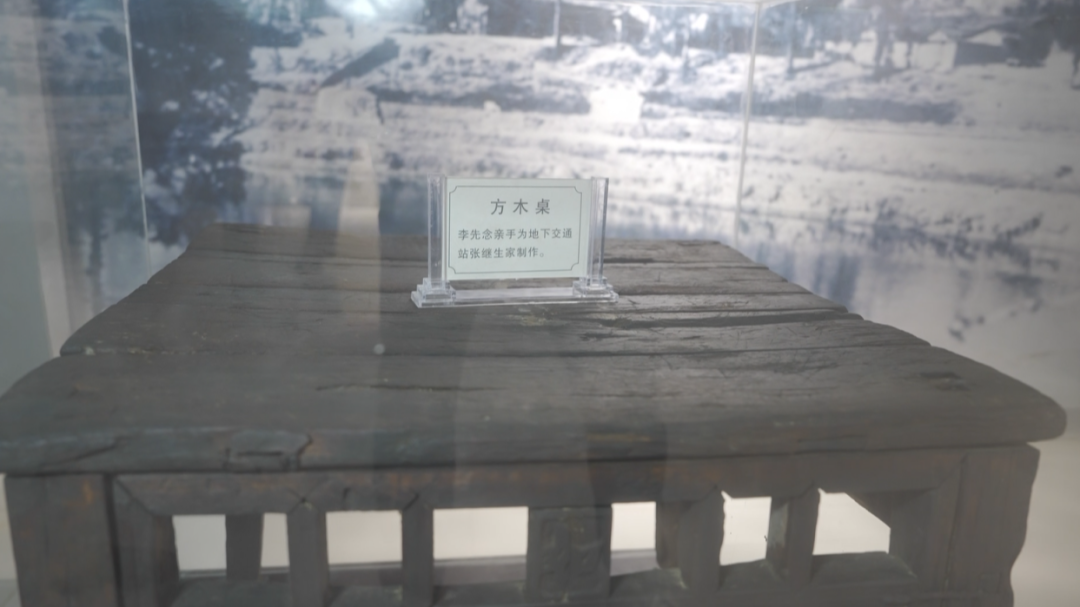 方木桌
李先念亲手为地下交通
站张继生家制作。